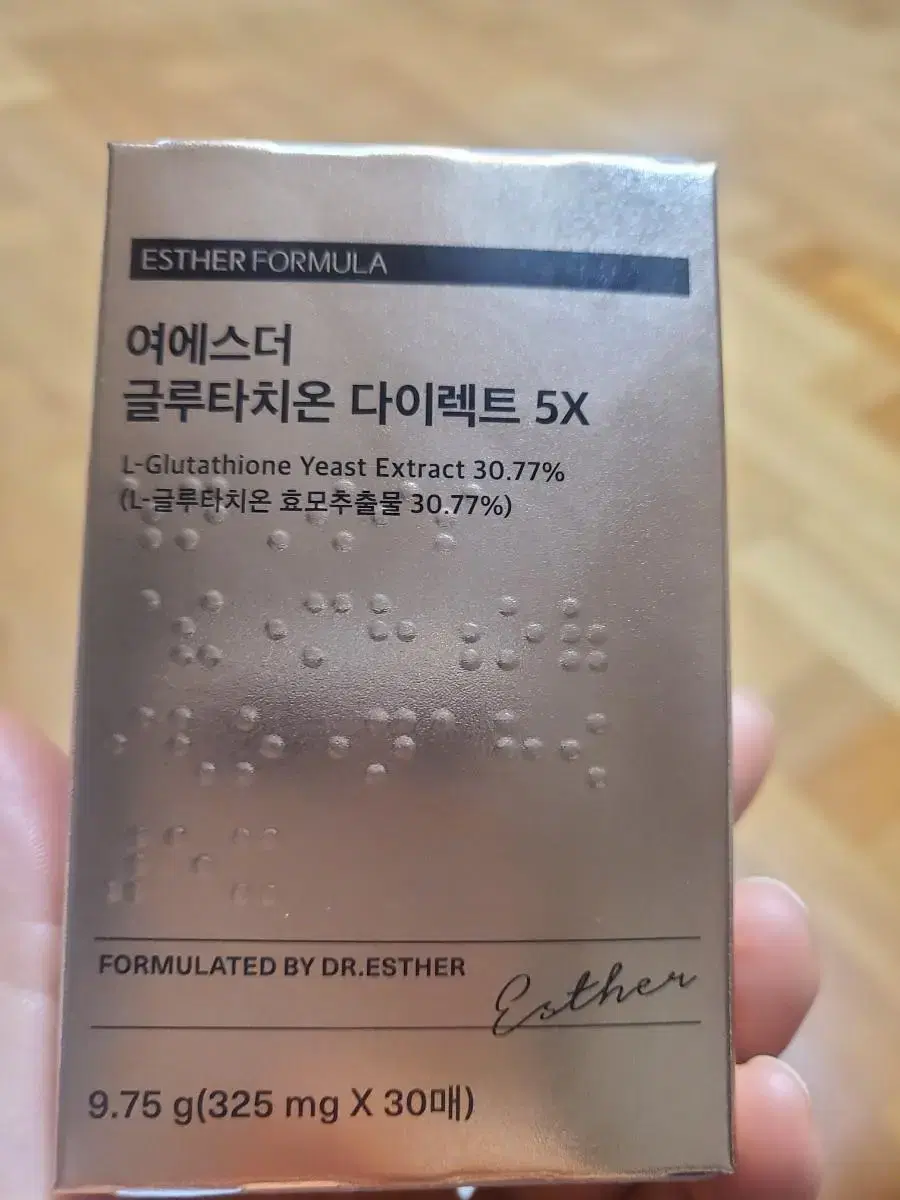 ESTHER FORMULA
여에스더
글루타치온 다이렉트 5X
L-Glutathione Yeast Extract 30.77%
(L-글루타치온 효모추출물 30.77%)
FORMULATED BY DR.ESTHER
Esther
9.75 g(325 mg X 30매)